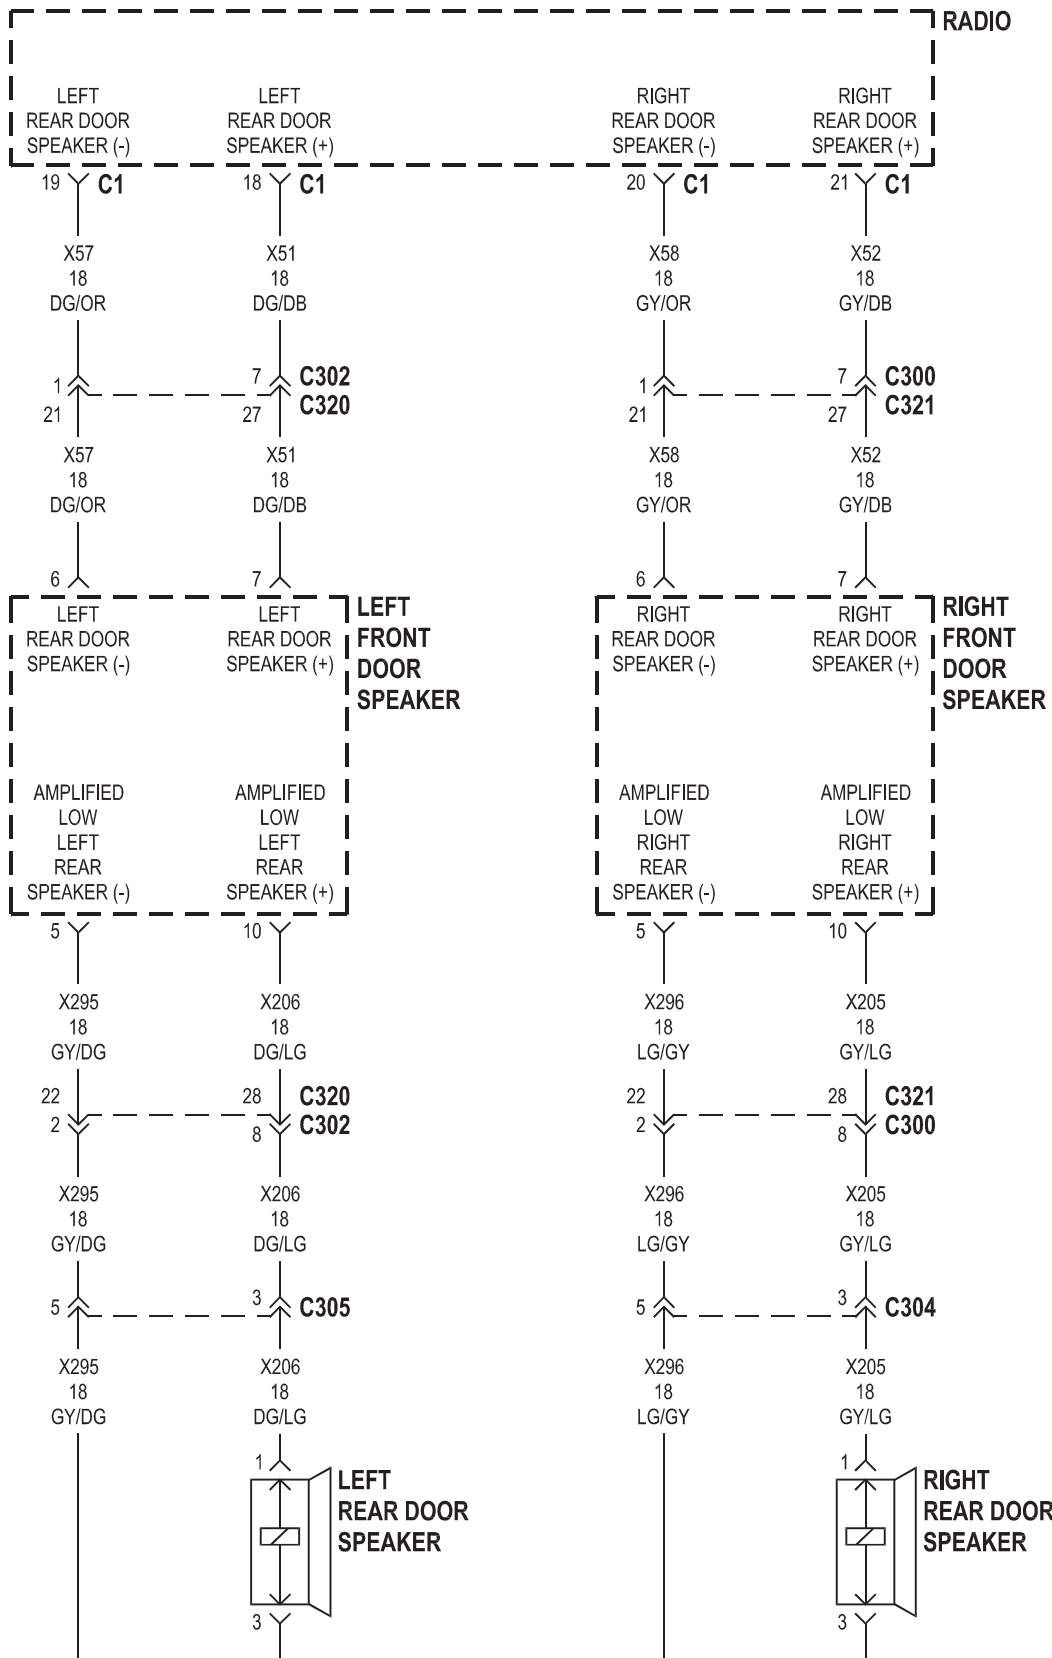 RADIO
LEFT LEFT RIGHT RIGHT
REAR DOOR REAR DOOR REAR DOOR REAR DOOR
SPEAKER (-) SPEAKER (+) SPEAKER (-) SPEAKER (+)
19 C1 18 C1 20 C1 21 C1
X57 X51 X58 X52
18 18 18 18
DG/OR DG/DB GY/OR GY/DB
1 7 C302 1 7 C300
21 27 C320 21 27 C321
X57 X51 X58 X52
18 18 18 18
DG/OR DG/DB GY/OR GY/DB
6 7 6 7
LEFT LEFT LEFT RIGHT RIGHT RIGHT
REAR DOOR REAR DOOR FRONT REAR DOOR REAR DOOR FRONT
SPEAKER (-) SPEAKER (+) DOOR SPEAKER (-) SPEAKER (+) DOOR
SPEAKER SPEAKER
AMPLIFIED AMPLIFIED AMPLIFIED AMPLIFIED
LOW LOW LOW LOW
LEFT LEFT RIGHT RIGHT
REAR REAR REAR REAR
SPEAKER (-) SPEAKER (+) SPEAKER (-) SPEAKER (+)
5 10 5 10
X295 X206 X296 X205
18 18 18 18
GY/DG DG/LG LG/GY GY/LG
22 28 C320 22 28 C321
2 8 C302 2 8 C300
X295 X206 X296 X205
18 18 18 18
GY/DG DG/LG LG/GY GY/LG
5 3 C305 5 3 C304
X295 X206 X296 X205
18 18 18 18
GY/DG DG/LG LG/GY GY/LG
1 1
LEFT RIGHT
REAR DOOR REAR DOOR
SPEAKER SPEAKER
3 3